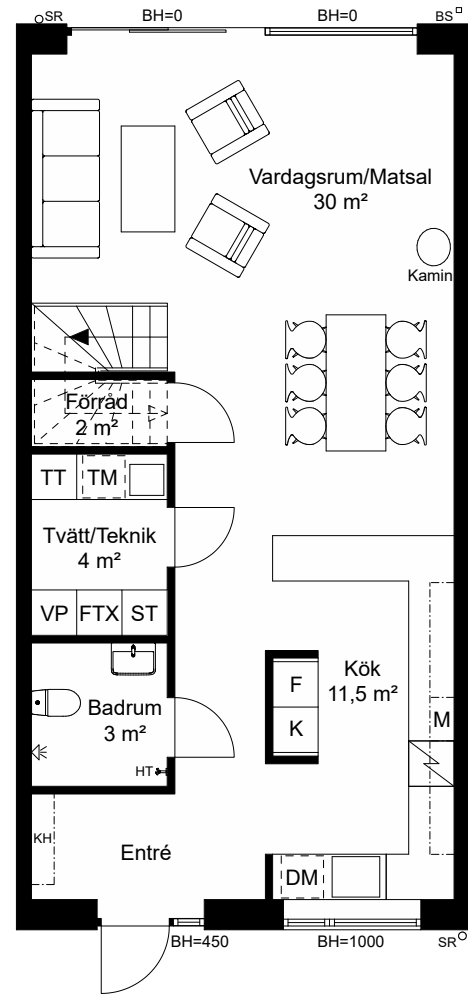 SR
BH=0
BH=0
BS
Vardagsrum/Matsal
30 m²
Kamin
Förråd
2 m²
TT
TM
Tvätt/Teknik
4 m²
VP
FTX
ST
F
K
Kök
11,5 m²
M
Badrum
3 m²
HT
KH
Entré
DM
BH=450
BH=1000
SR